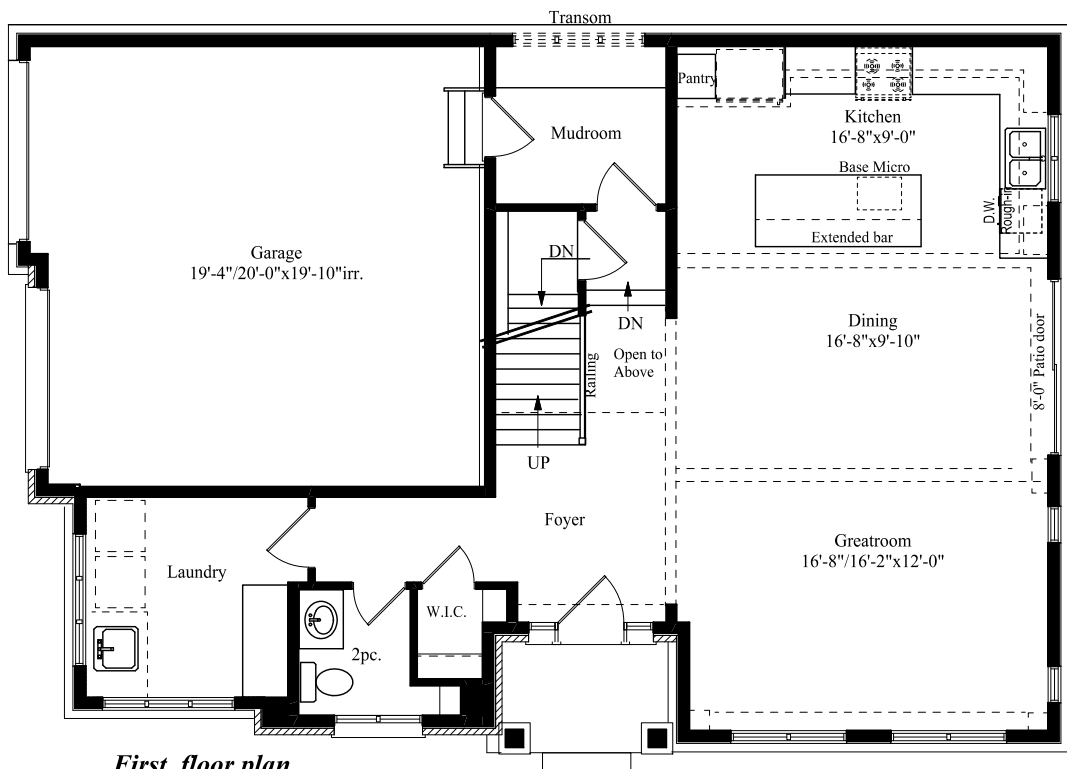 Transom
Pantry
Kitchen
16'-8"x9'-0"
Mudroom
Base Micro
Extended bar
D.W.
Rough-in
Garage
19'-4"/20'-0"x19'-10"irr.
DN
DN
Open to
Above
Railing
Dining
16'-8"x9'-10"
8'-0" Patio door
UP
Foyer
Greatroom
16'-8"/16'-2"x12'-0"
Laundry
W.I.C.
2pc.
First floor plan